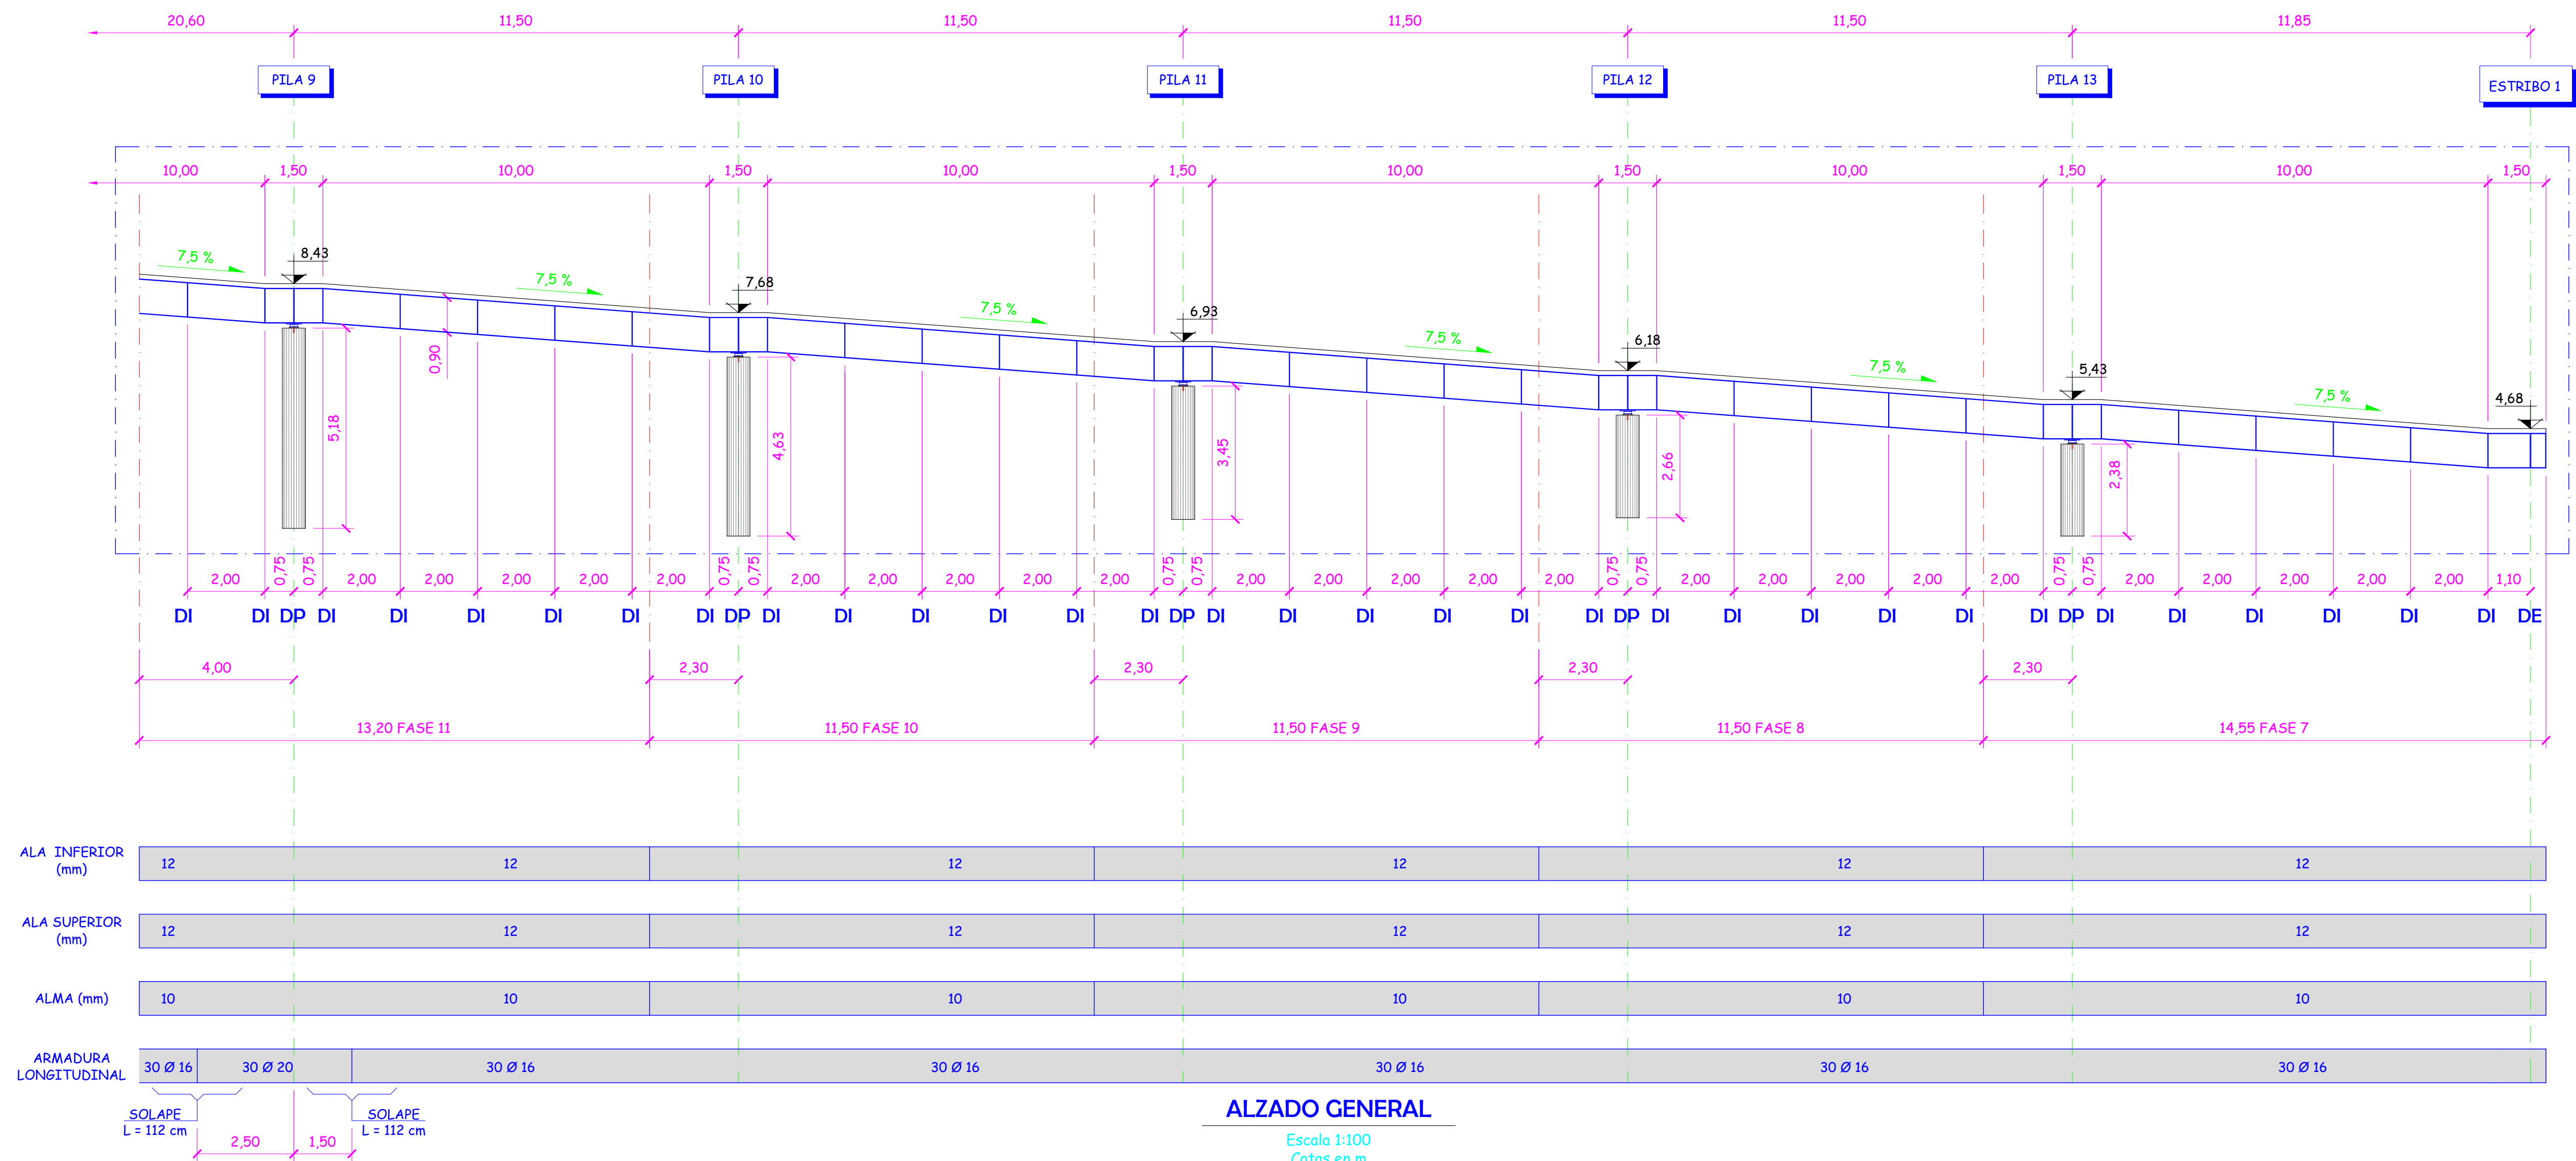 20,60 11,50 11,50 11,50 11,50 11,85
PILA 9 PILA 10 PILA 11 PILA 12 PILA 13 ESTRIBO 1
10,00 1,50 10,00 1,50 10,00 1,50 10,00 1,50 10,00 1,50 10,00 1,50
7,5 % 8,43 7,5 % 7,68 7,5 % 6,93 7,5 % 6,18 7,5 % 5,43 7,5 % 4,68
0,90
5,18 4,63 3,45 2,66 2,38
2,00 0,75 0,75 2,00 2,00 2,00 2,00 2,00 0,75 0,75 2,00 2,00 2,00 2,00 2,00 0,75 0,75 2,00 2,00 2,00 2,00 2,00 0,75 0,75 2,00 2,00 2,00 2,00 2,00 0,75 0,75 2,00 2,00 2,00 2,00 2,00 1,10
DI DI DP DI DI DI DI DI DI DP DI DI DI DI DI DI DP DI DI DI DI DI DI DP DI DI DI DI DI DI DP DI DI DI DI DI DI DE
4,00 2,30 2,30 2,30 2,30
13,20 FASE 11 11,50 FASE 10 11,50 FASE 9 11,50 FASE 8 14,55 FASE 7
ALA INFERIOR
(mm)
12 12 12 12 12 12
ALA SUPERIOR
(mm)
12 12 12 12 12 12
ALMA (mm)
10 10 10 10 10 10
ARMADURA
LONGITUDINAL
30 Ø 16 30 Ø 20 30 Ø 16 30 Ø 16 30 Ø 16 30 Ø 16 30 Ø 16
SOLAPE
L = 112 cm
SOLAPE
L = 112 cm
2,50 1,50
ALZADO GENERAL
Escala 1:100
Cotas en m